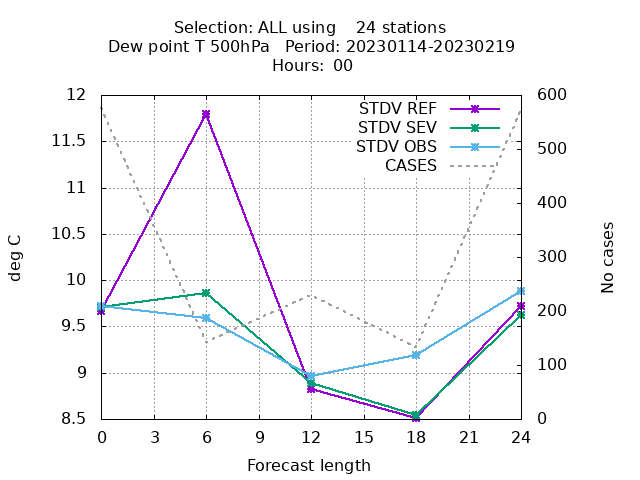 Selection: ALL using    24 stations
Dew point T 500hPa   Period: 20230114-20230219
Hours:  00
12
11.5
11
10.5
10
9.5
9
8.5
600
500
400
300
200
100
0
STDV REF
STDV SEV
STDV OBS
CASES
deg C
No cases
0 3 6 9 12 15 18 21 24
Forecast length